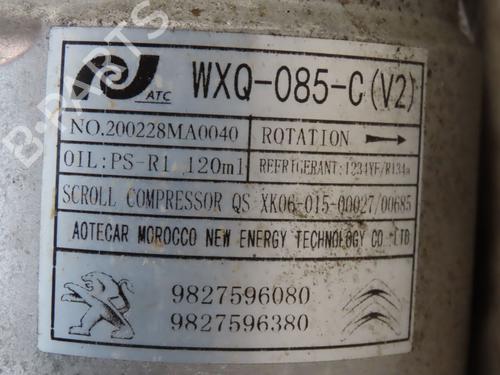 B-PARTS
ATC
WXQ-085-C(V2)
NO.200228MA0040
ROTATION
OIL:PS-R1 120ml
REFRIGERANT:1234YF/R134a
SCROLL COMPRESSOR QS XK06-015-00027/00685
AOTECAR MOROCCO NEW ENERGY TECHNOLOGY CO.,LTD
9827596080
9827596380